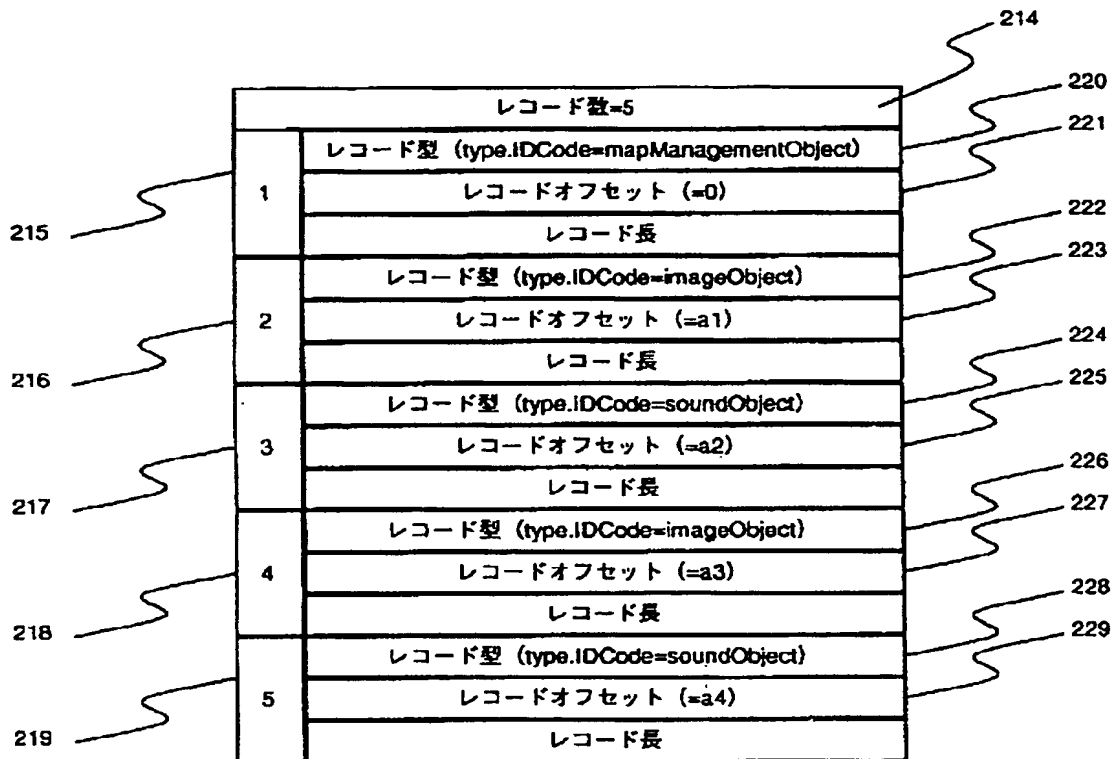 214
レコード数=5
220
レコード型 (type.IDCode=mapManagementObject)
221
215
1
レコードオフセット (=0)
レコード長
222
レコード型 (type.IDCode=imageObject)
223
216
2
レコードオフセット (=a1)
レコード長
224
レコード型 (type.IDCode=soundObject)
225
217
3
レコードオフセット (=a2)
レコード長
226
レコード型 (type.IDCode=imageObject)
227
218
4
レコードオフセット (=a3)
レコード長
228
レコード型 (type.IDCode=soundObject)
229
219
5
レコードオフセット (=a4)
レコード長